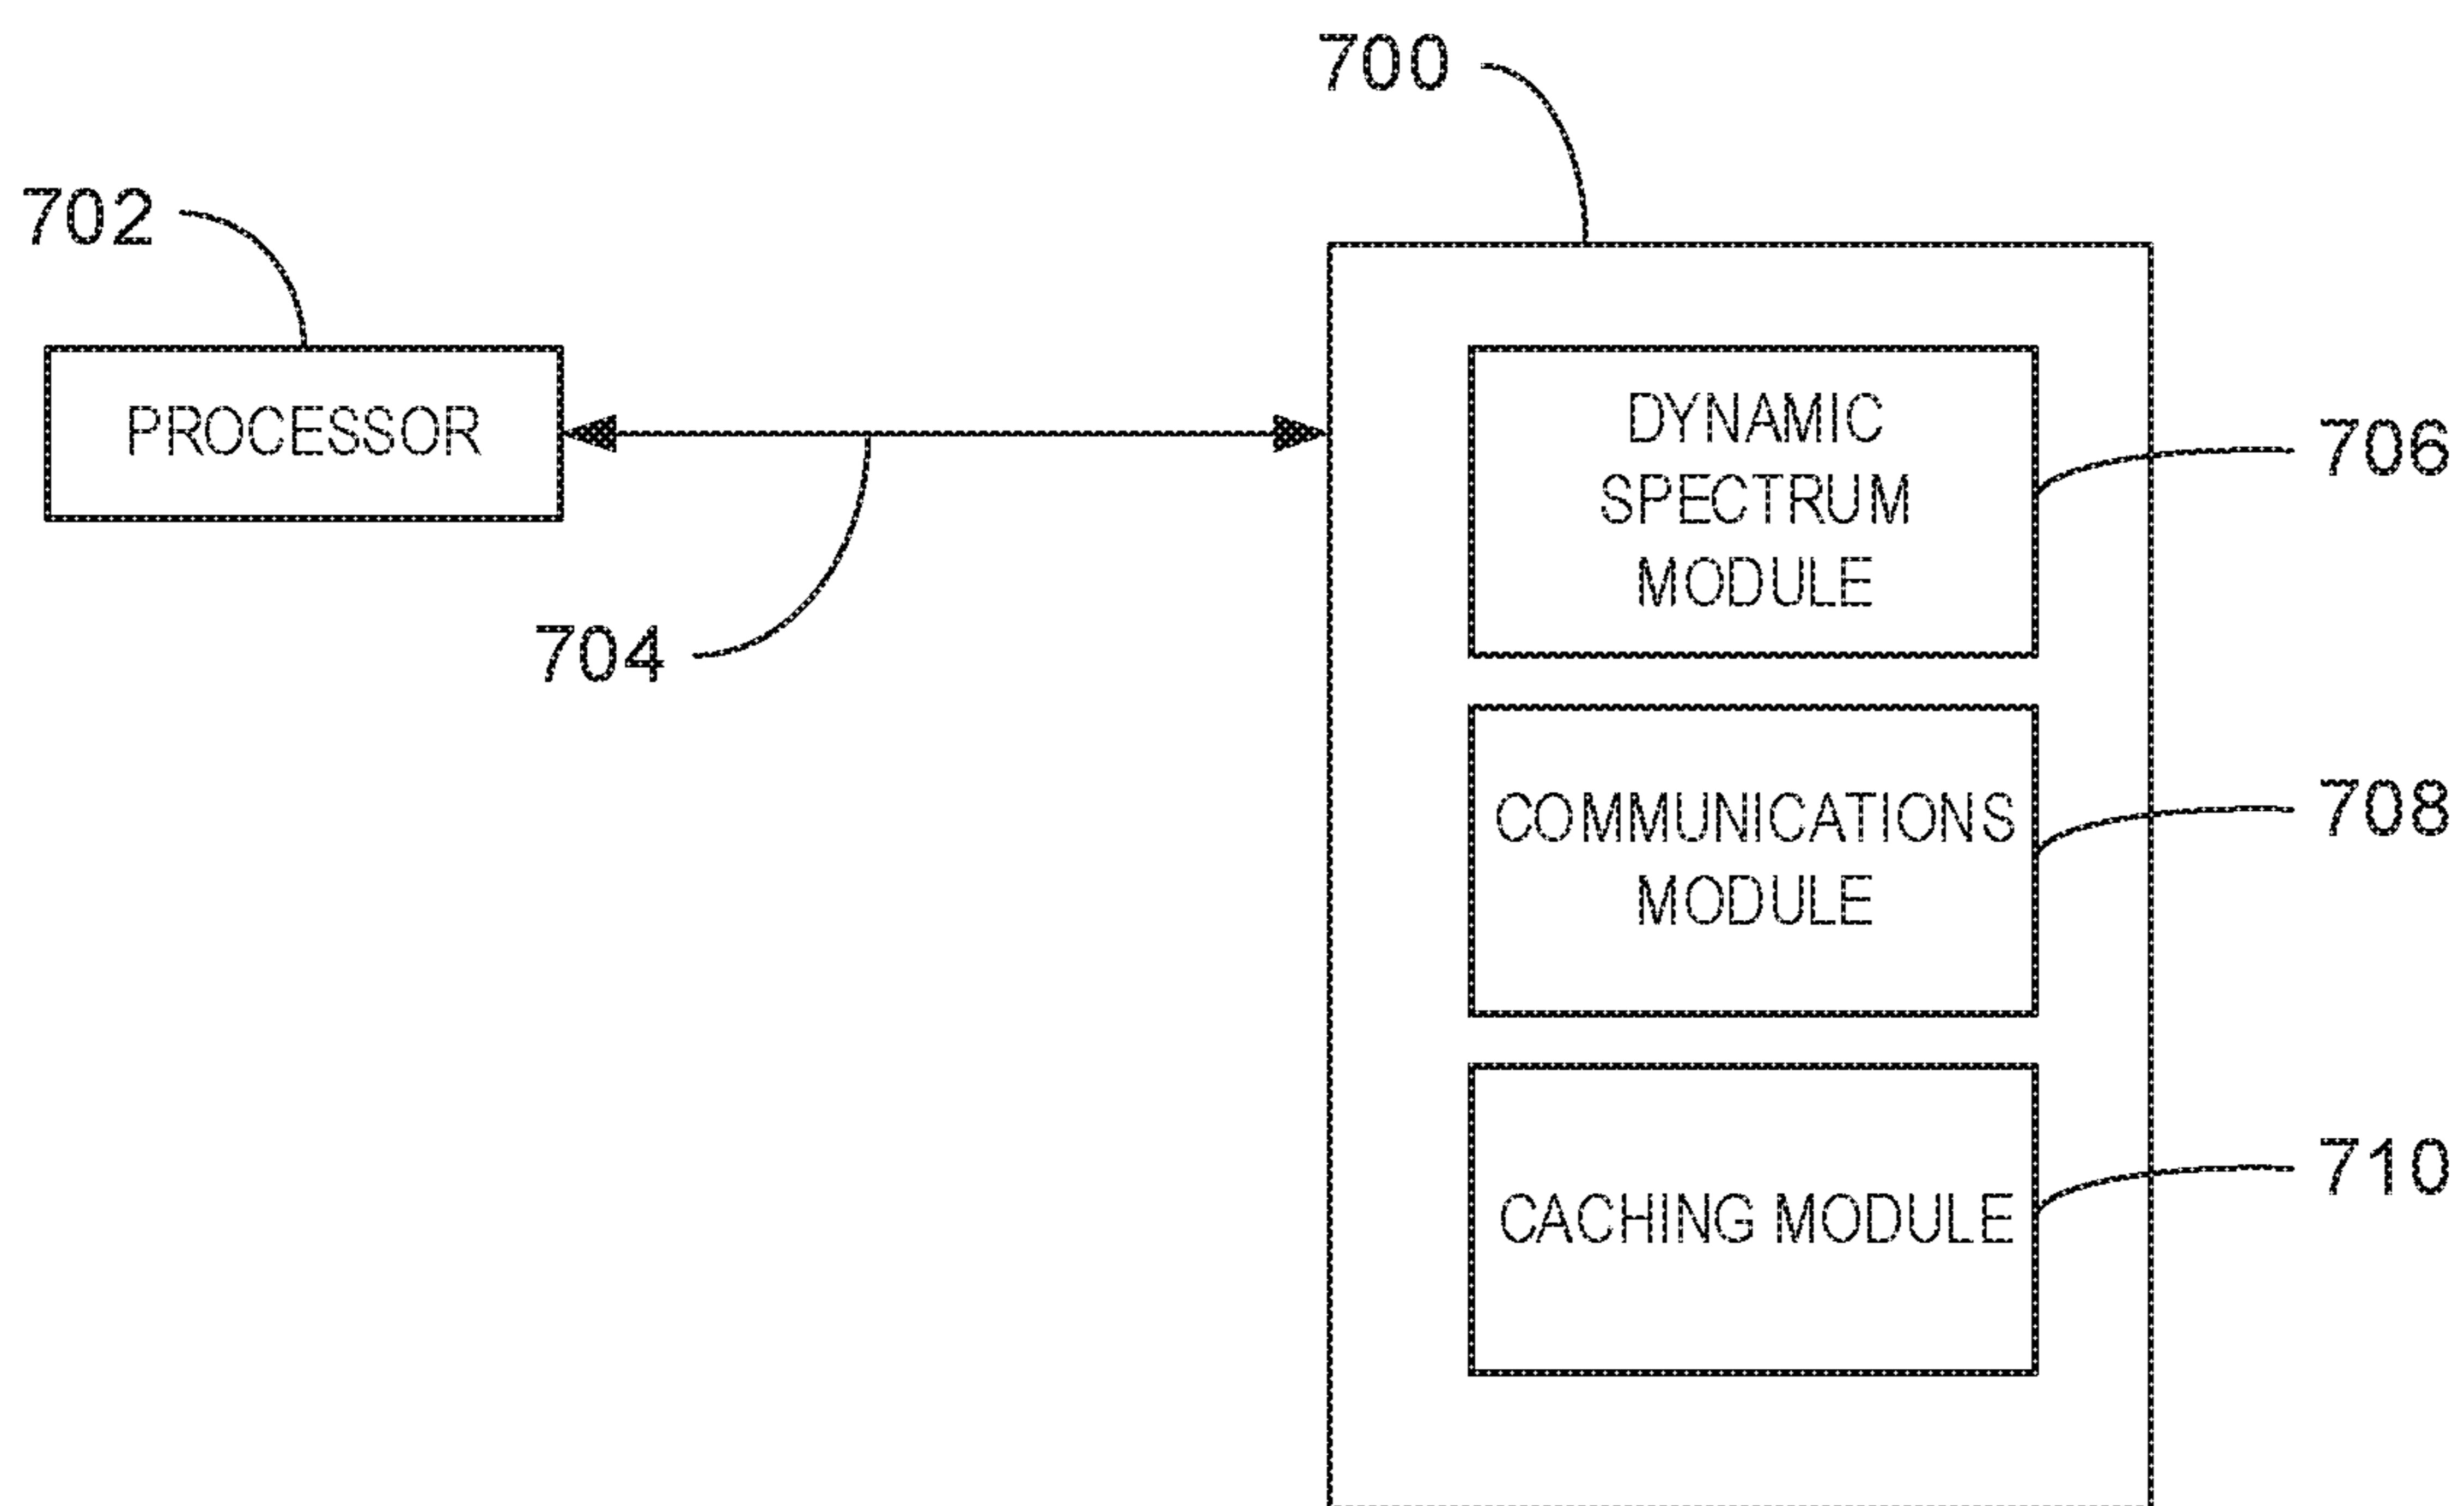 700
702
PROCESSOR
704
DYNAMIC
SPECTRUM
MODULE
706
COMMUNICATIONS
MODULE
708
CACHING MODULE
710